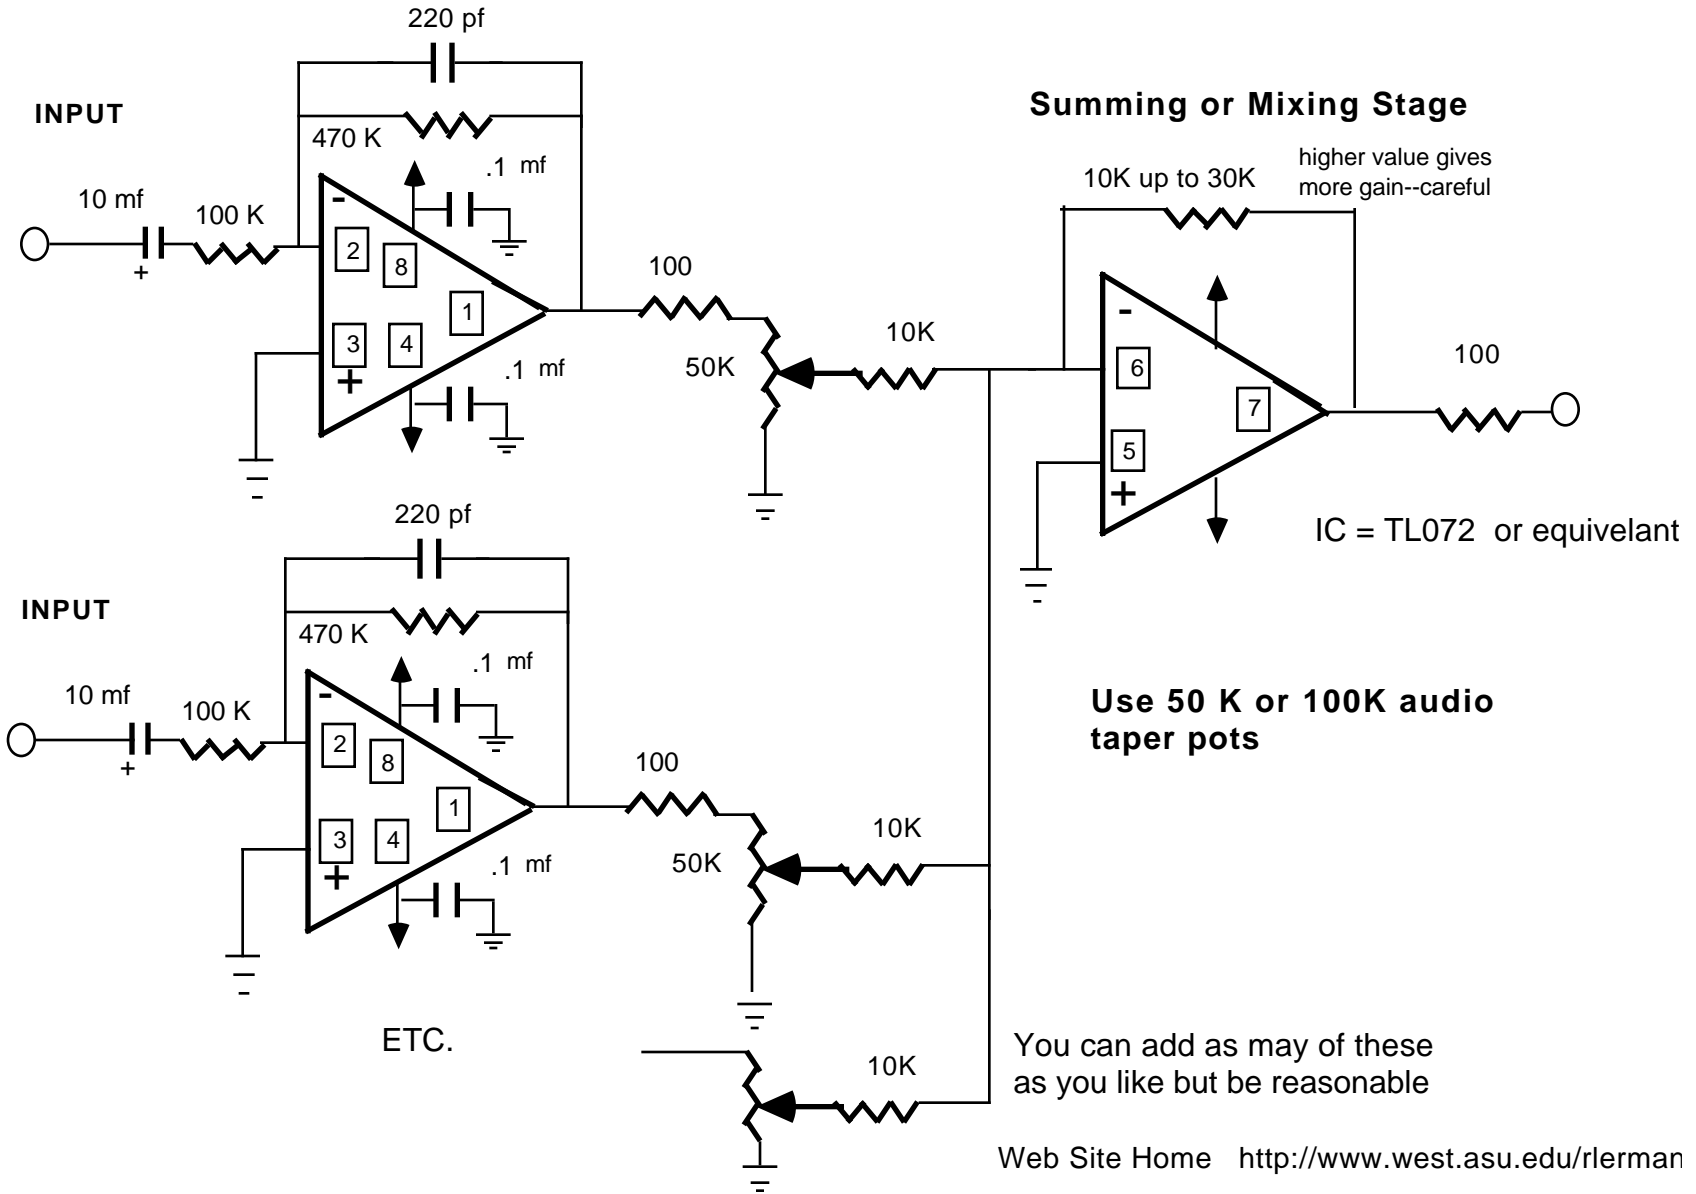 220 pf
INPUT
Summing or Mixing Stage
470 K
.1 mf
higher value gives
more gain--careful
10K up to 30K
10 mf
100 K
-
+
2
8
1
3
4
+
.1 mf
100
50K
10K
-
6
7
5
+
100
IC = TL072 or equivelant
220 pf
INPUT
470 K
.1 mf
10 mf
100 K
-
+
2
8
1
3
4
+
.1 mf
100
50K
10K
Use 50 K or 100K audio
taper pots
ETC.
10K
You can add as may of these
as you like but be reasonable
Web Site Home http://www.west.asu.edu/rlerman